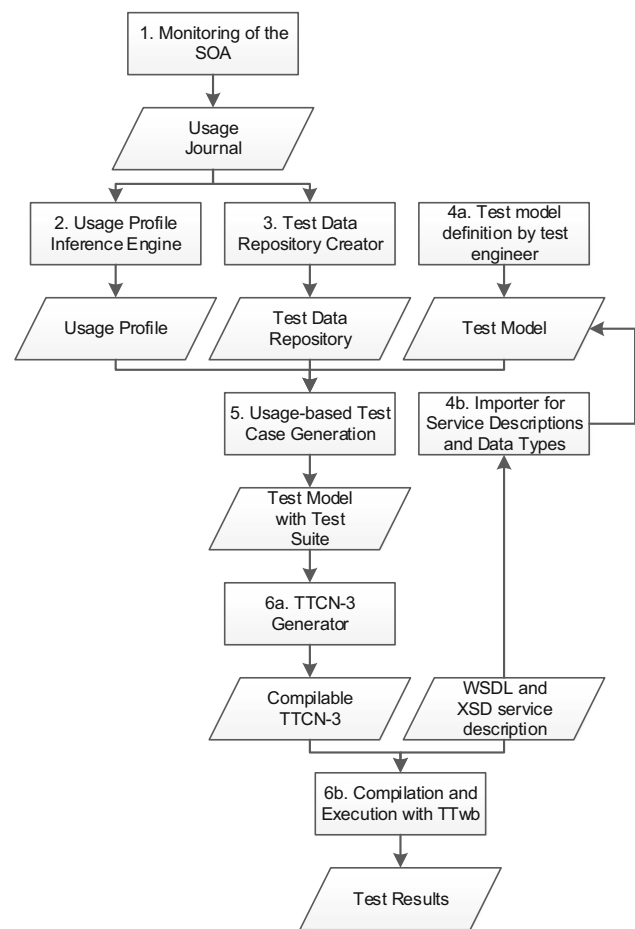 1. Monitoring of the
SOA
Usage
Journal
2. Usage Profile
Inference Engine
3. Test Data
Repository Creator
4a. Test model
definition by test
engineer
Usage Profile
Test Data
Repository
Test Model
5. Usage-based Test
Case Generation
4b. Importer for
Service Descriptions
and Data Types
Test Model
with Test
Suite
6a. TTCN-3
Generator
Compilable
TTCN-3
WSDL and
XSD service
description
6b. Compilation and
Execution with TTwb
Test Results